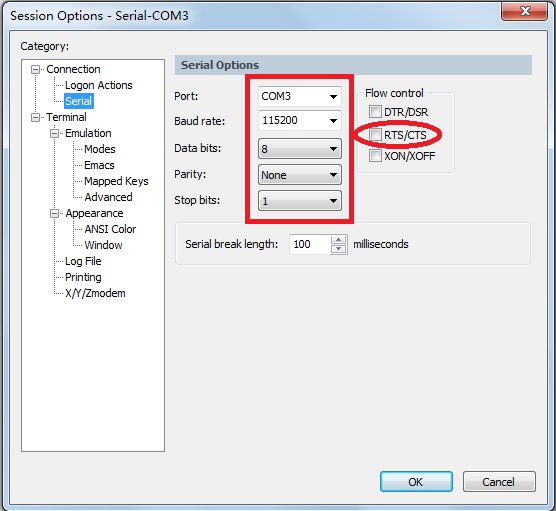 Session Options - Serial-COM3
Category:
Connection
Logon Actions
Serial
Terminal
Emulation
Modes
Emacs
Mapped Keys
Advanced
Appearance
ANSI Color
Window
Log File
Printing
X/Y/Zmodem
Serial Options
Port: COM3
Baud rate: 115200
Data bits: 8
Parity: None
Stop bits: 1
Flow control
DTR/DSR
RTS/CTS
XON/XOFF
Serial break length: 100 milliseconds
OK Cancel